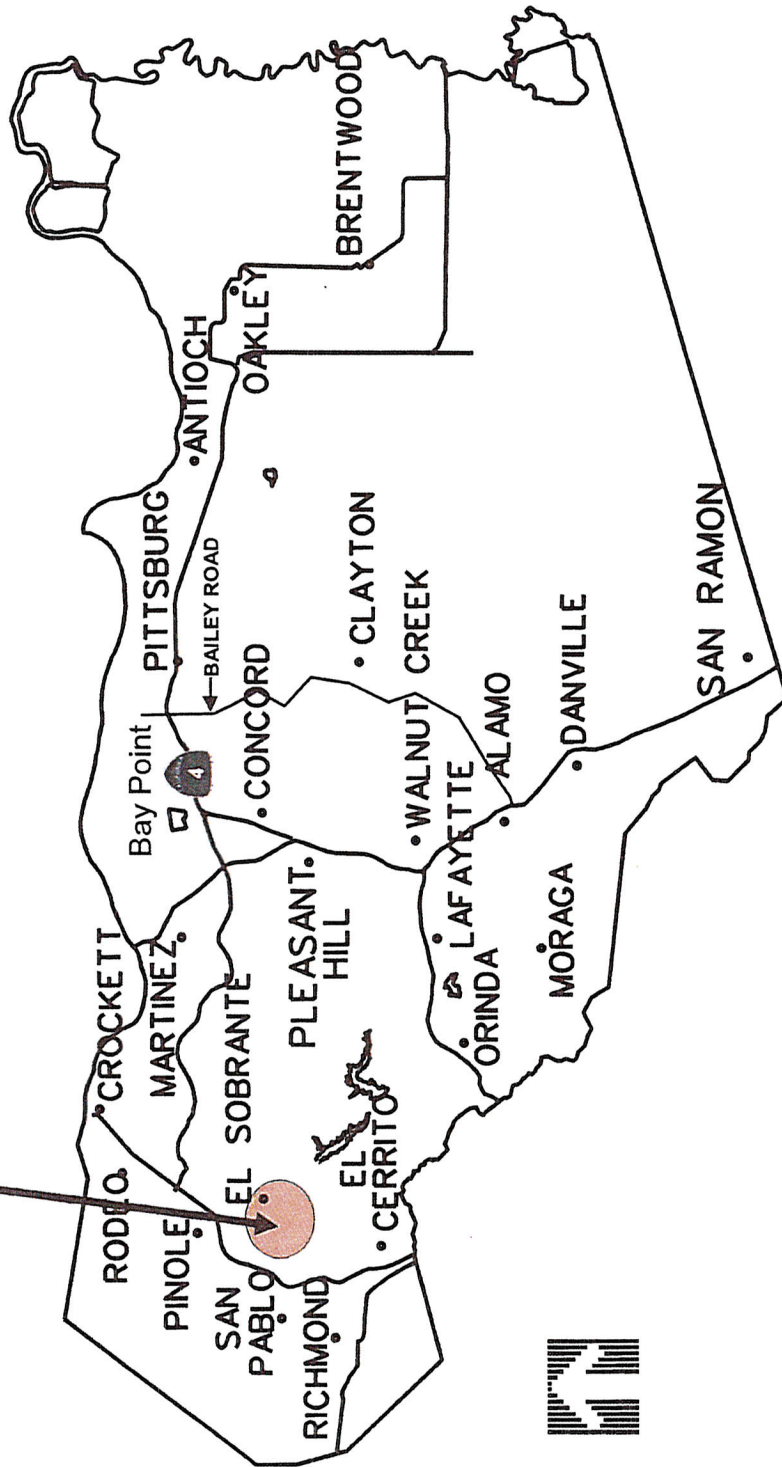 CROCKETT
RODEO
MARTINEZ
PINOLE
EL SOBRANTE
SAN
PABLO
RICHMOND
EL
CERRITO
PLEASANT
HILL
Bay Point
4
PITTSBURG
BAILEY ROAD
ANTIOCH
OAKLEY
BRENTWOOD
CONCORD
CLAYTON
WALNUT CREEK
LAFAYETTE
ORINDA
ALAMO
MORAGA
DANVILLE
SAN RAMON